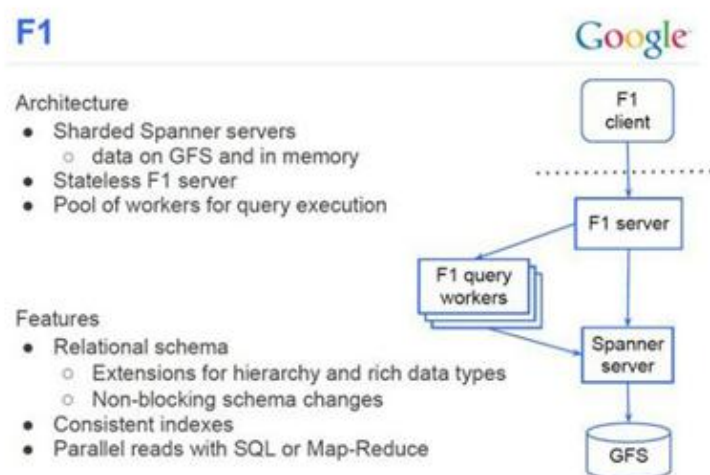 F1
Google
Architecture
● Sharded Spanner servers
○ data on GFS and in memory
● Stateless F1 server
● Pool of workers for query execution
Features
● Relational schema
○ Extensions for hierarchy and rich data types
○ Non-blocking schema changes
● Consistent indexes
● Parallel reads with SQL or Map-Reduce
F1
client
F1 server
F1 query
workers
Spanner
server
GFS